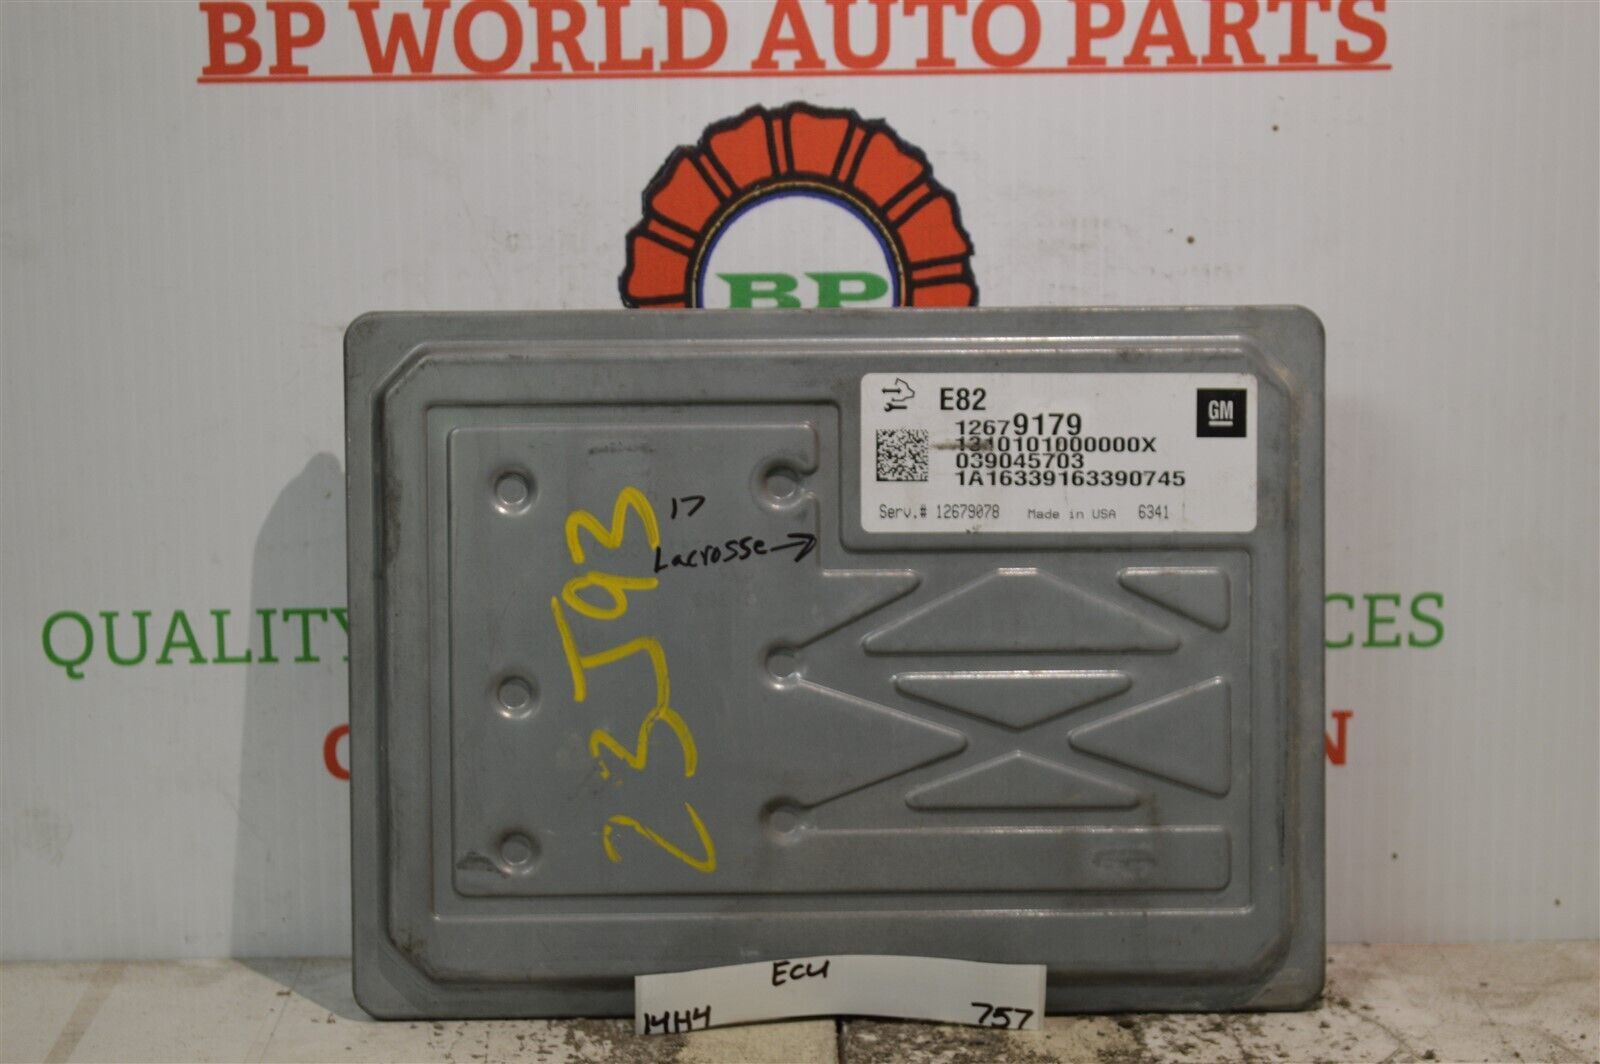 BP WORLD AUTO PARTS
BP
E82
GM
12679179
1310101000000X
039045703
1A16339163390745
Serv.# 12679078 Made in USA 6341
17
Lacrosse →
23J93
QUALITY
CES
ECU
14H4 757